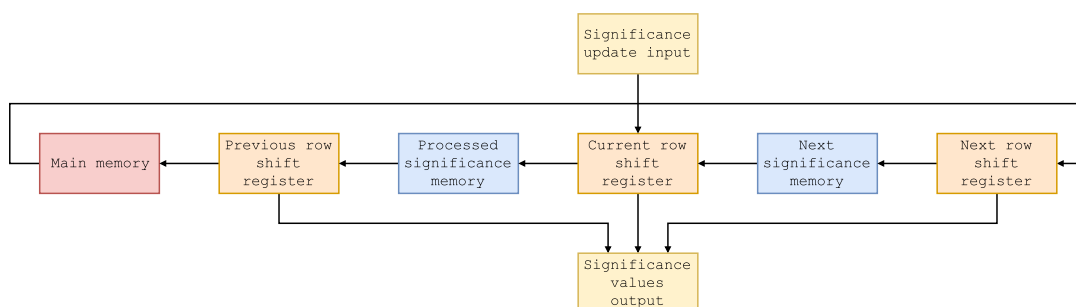 Significance
update input
Main memory
Previous row
shift
register
Processed
significance
memory
Current row
shift
register
Next
significance
memory
Next row
shift
register
Significance
values
output